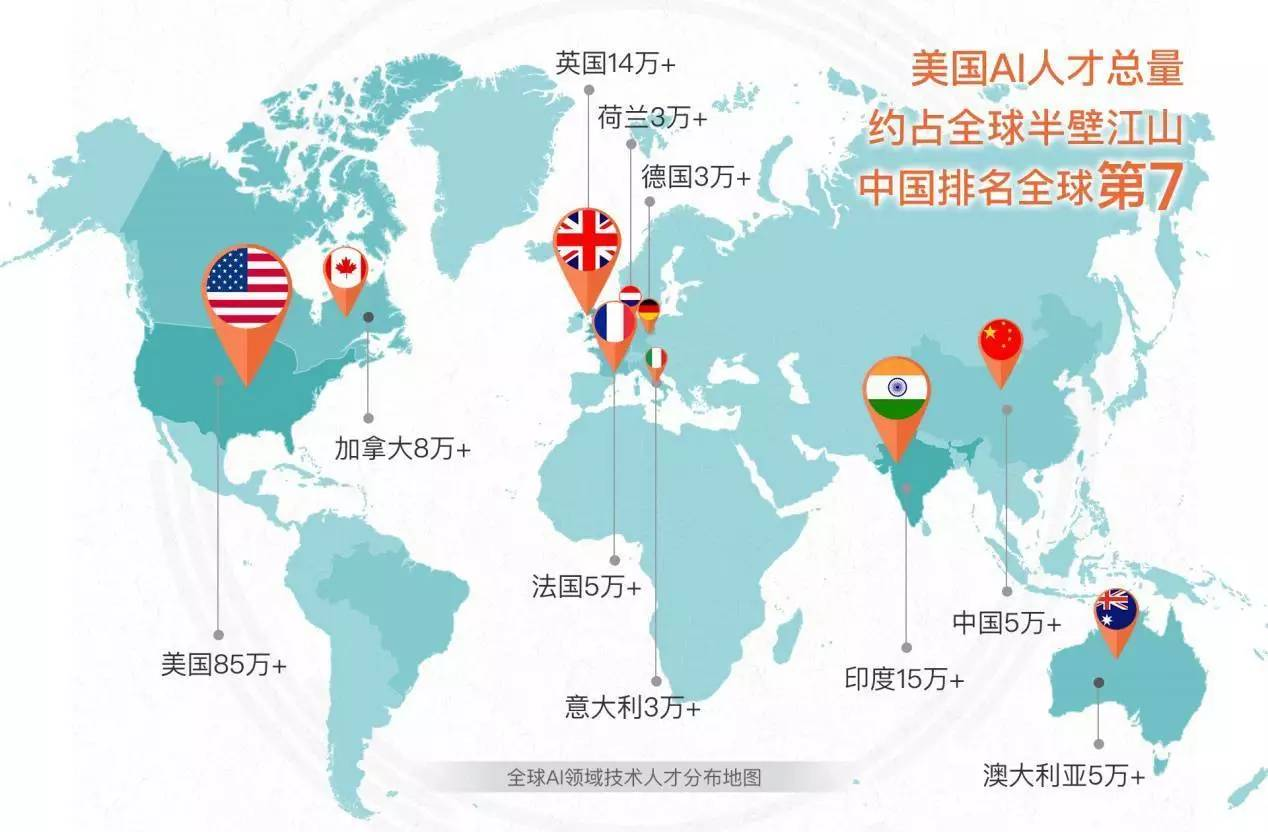 美国AI人才总量
约占全球半壁江山
中国排名全球第7
英国14万+
荷兰3万+
德国3万+
加拿大8万+
法国5万+
中国5万+
美国85万+
印度15万+
意大利3万+
澳大利亚5万+
全球AI领域技术人才分布地图